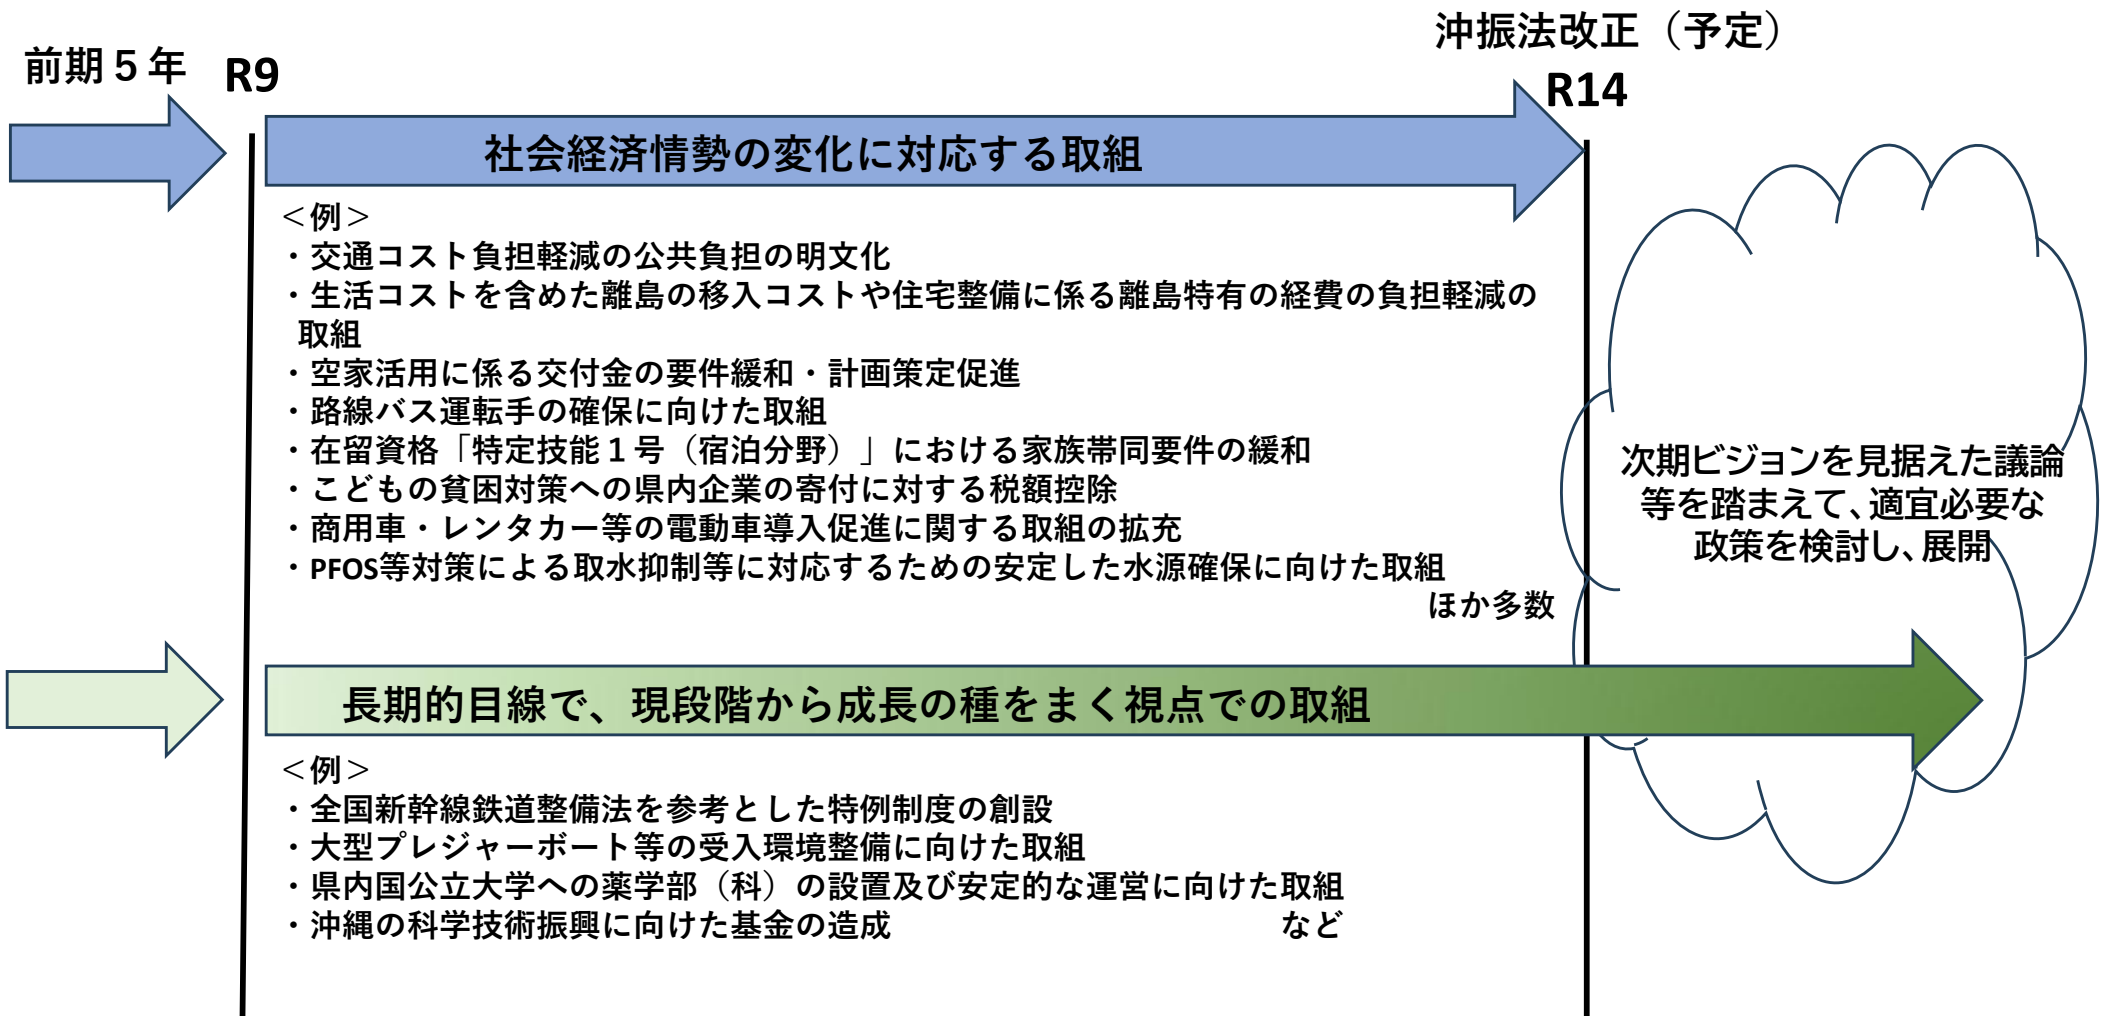 沖振法改正（予定）
前期５年
R9
R14
社会経済情勢の変化に対応する取組
＜例＞
・交通コスト負担軽減の公共負担の明文化
・生活コストを含めた離島の移入コストや住宅整備に係る離島特有の経費の負担軽減の
取組
・空家活用に係る交付金の要件緩和・計画策定促進
・路線バス運転手の確保に向けた取組
・在留資格「特定技能１号（宿泊分野）」における家族帯同要件の緩和
・こどもの貧困対策への県内企業の寄付に対する税額控除
・商用車・レンタカー等の電動車導入促進に関する取組の拡充
・PFOS等対策による取水抑制等に対応するための安定した水源確保に向けた取組
ほか多数
次期ビジョンを見据えた議論
等を踏まえて、適宜必要な
政策を検討し、展開
長期的目線で、現段階から成長の種をまく視点での取組
＜例＞
・全国新幹線鉄道整備法を参考とした特例制度の創設
・大型プレジャーボート等の受入環境整備に向けた取組
・県内国公立大学への薬学部（科）の設置及び安定的な運営に向けた取組
・沖縄の科学技術振興に向けた基金の造成 など